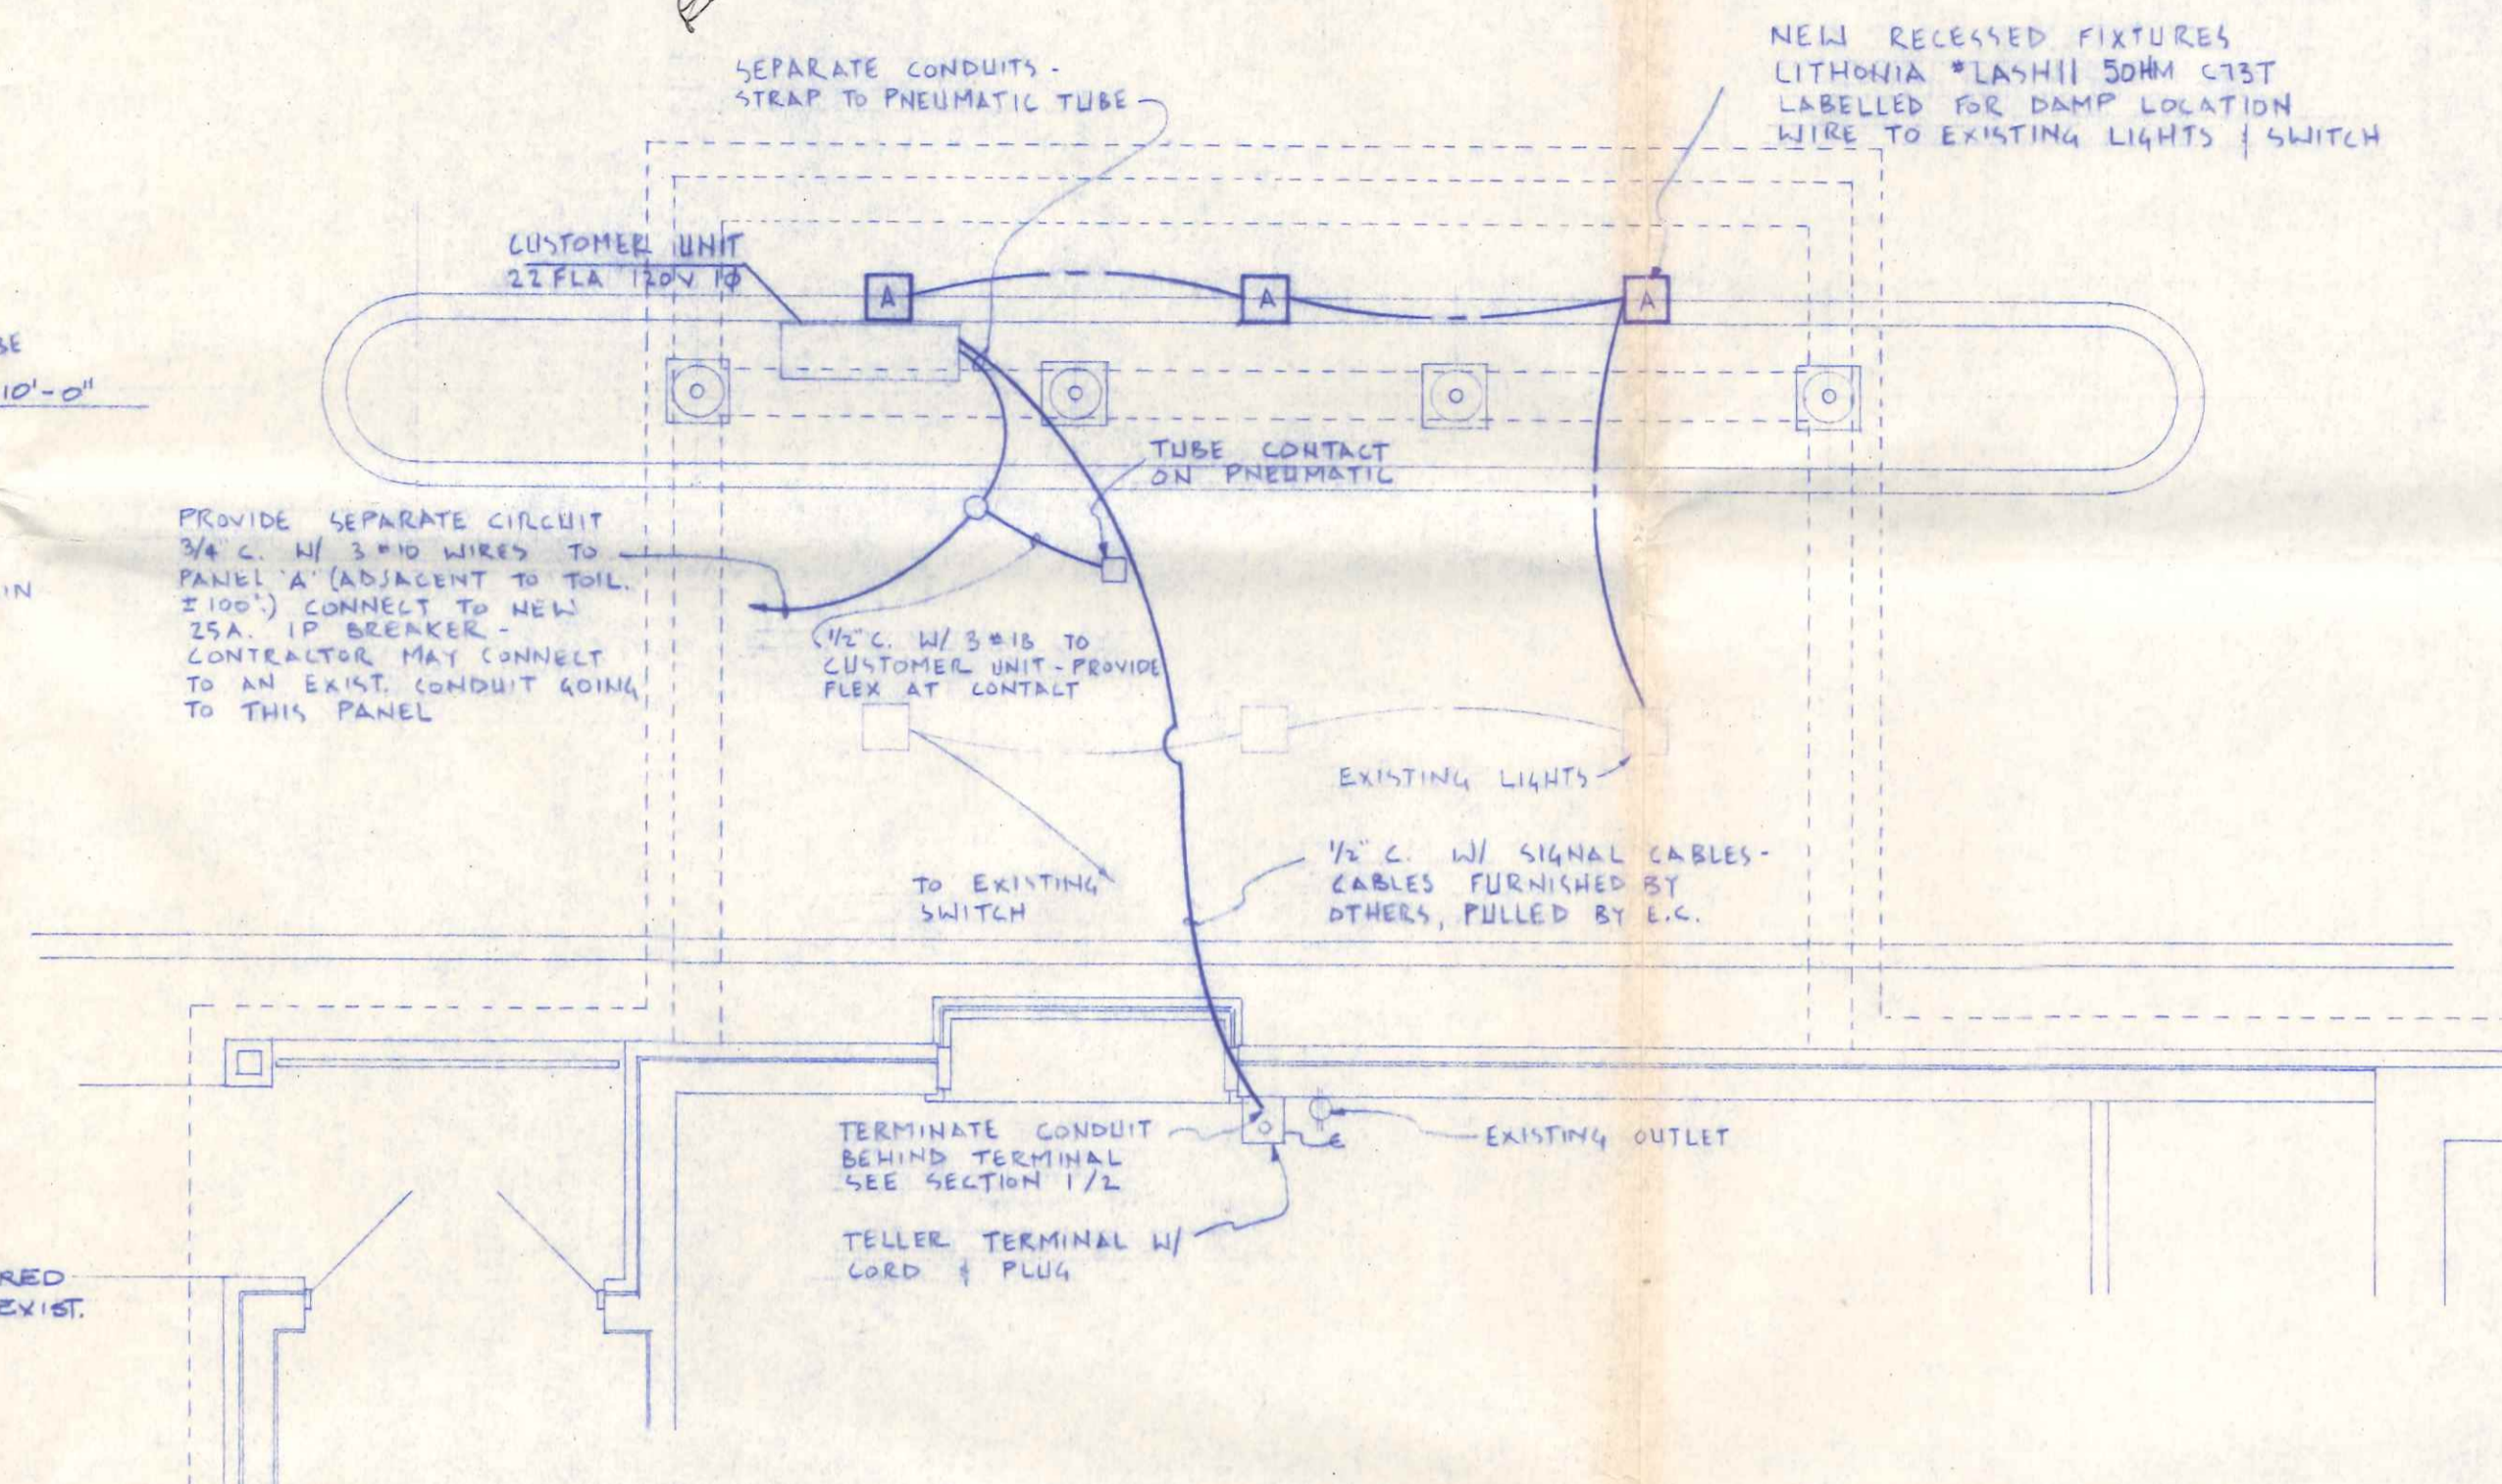 SEPARATE CONDUITS -
STRAP TO PNEUMATIC TUBE
NEW RECESSED FIXTURES
LITHONIA #LASH11 50HM C73T
LABELLED FOR DAMP LOCATION
WIRE TO EXISTING LIGHTS & SWITCH
CUSTOMER UNIT
22 FLA 120V 1Ø
A
A
A
BE
10'-0"
TUBE CONTACT
ON PNEUMATIC
PROVIDE SEPARATE CIRCUIT
3/4" C. W/ 3 #10 WIRES TO
PANEL 'A' (ADJACENT TO TOIL.
± 100'.) CONNECT TO NEW
25A. 1P BREAKER -
CONTRACTOR MAY CONNECT
TO AN EXIST. CONDUIT GOING
TO THIS PANEL
IN
1/2" C. W/ 3 #18 TO
CUSTOMER UNIT - PROVIDE
FLEX AT CONTACT
EXISTING LIGHTS
TO EXISTING
SWITCH
1/2" C. W/ SIGNAL CABLES -
CABLES FURNISHED BY
OTHERS, PULLED BY E.C.
TERMINATE CONDUIT
BEHIND TERMINAL
SEE SECTION 1/2
EXISTING OUTLET
TELLER TERMINAL W/
CORD & PLUG
RED
EXIST.